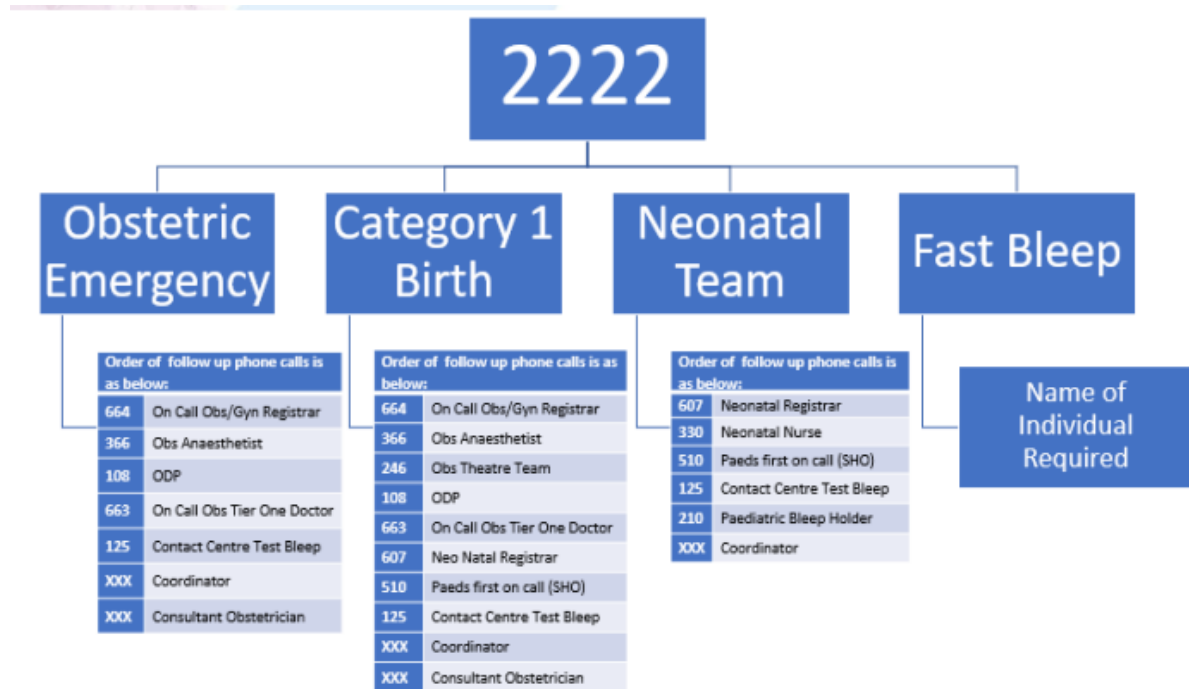 2222
Obstetric
Emergency
Order of follow up phone calls is
as below:
664 On Call Obs/Gyn Registrar
366 Obs Anaesthetist
108 ODP
663 On Call Obs Tier One Doctor
125 Contact Centre Test Bleep
XXX Coordinator
XXX Consultant Obstetrician
Category 1
Birth
Order of follow up phone calls is as
below:
664 On Call Obs/Gyn Registrar
366 Obs Anaesthetist
246 Obs Theatre Team
108 ODP
663 On Call Obs Tier One Doctor
607 Neo Natal Registrar
510 Paeds first on call (SHO)
125 Contact Centre Test Bleep
XXX Coordinator
XXX Consultant Obstetrician
Neonatal
Team
Order of follow up phone calls is
as below:
607 Neonatal Registrar
330 Neonatal Nurse
510 Paeds first on call (SHO)
125 Contact Centre Test Bleep
210 Paediatric Bleep Holder
XXX Coordinator
Fast Bleep
Name of
Individual
Required